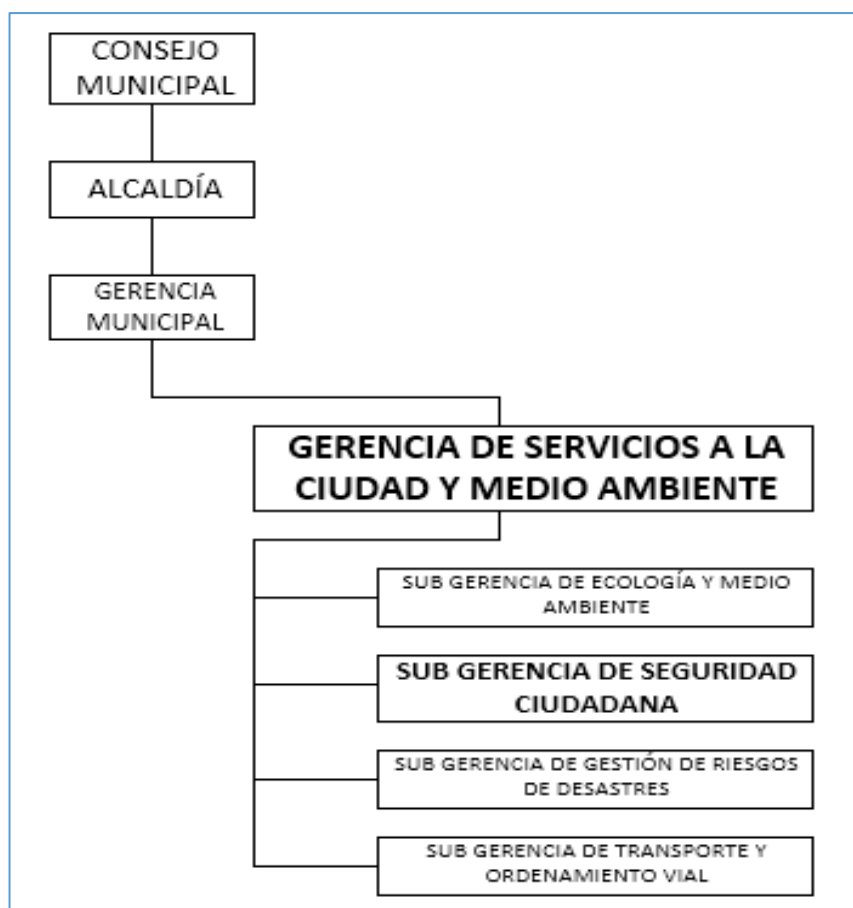 CONSEJO
MUNICIPAL
ALCALDÍA
GERENCIA
MUNICIPAL
GERENCIA DE SERVICIOS A LA
CIUDAD Y MEDIO AMBIENTE
SUB GERENCIA DE ECOLOGÍA Y MEDIO
AMBIENTE
SUB GERENCIA DE SEGURIDAD
CIUDADANA
SUB GERENCIA DE GESTIÓN DE RIESGOS
DE DESASTRES
SUB GERENCIA DE TRANSPORTE Y
ORDENAMIENTO VIAL